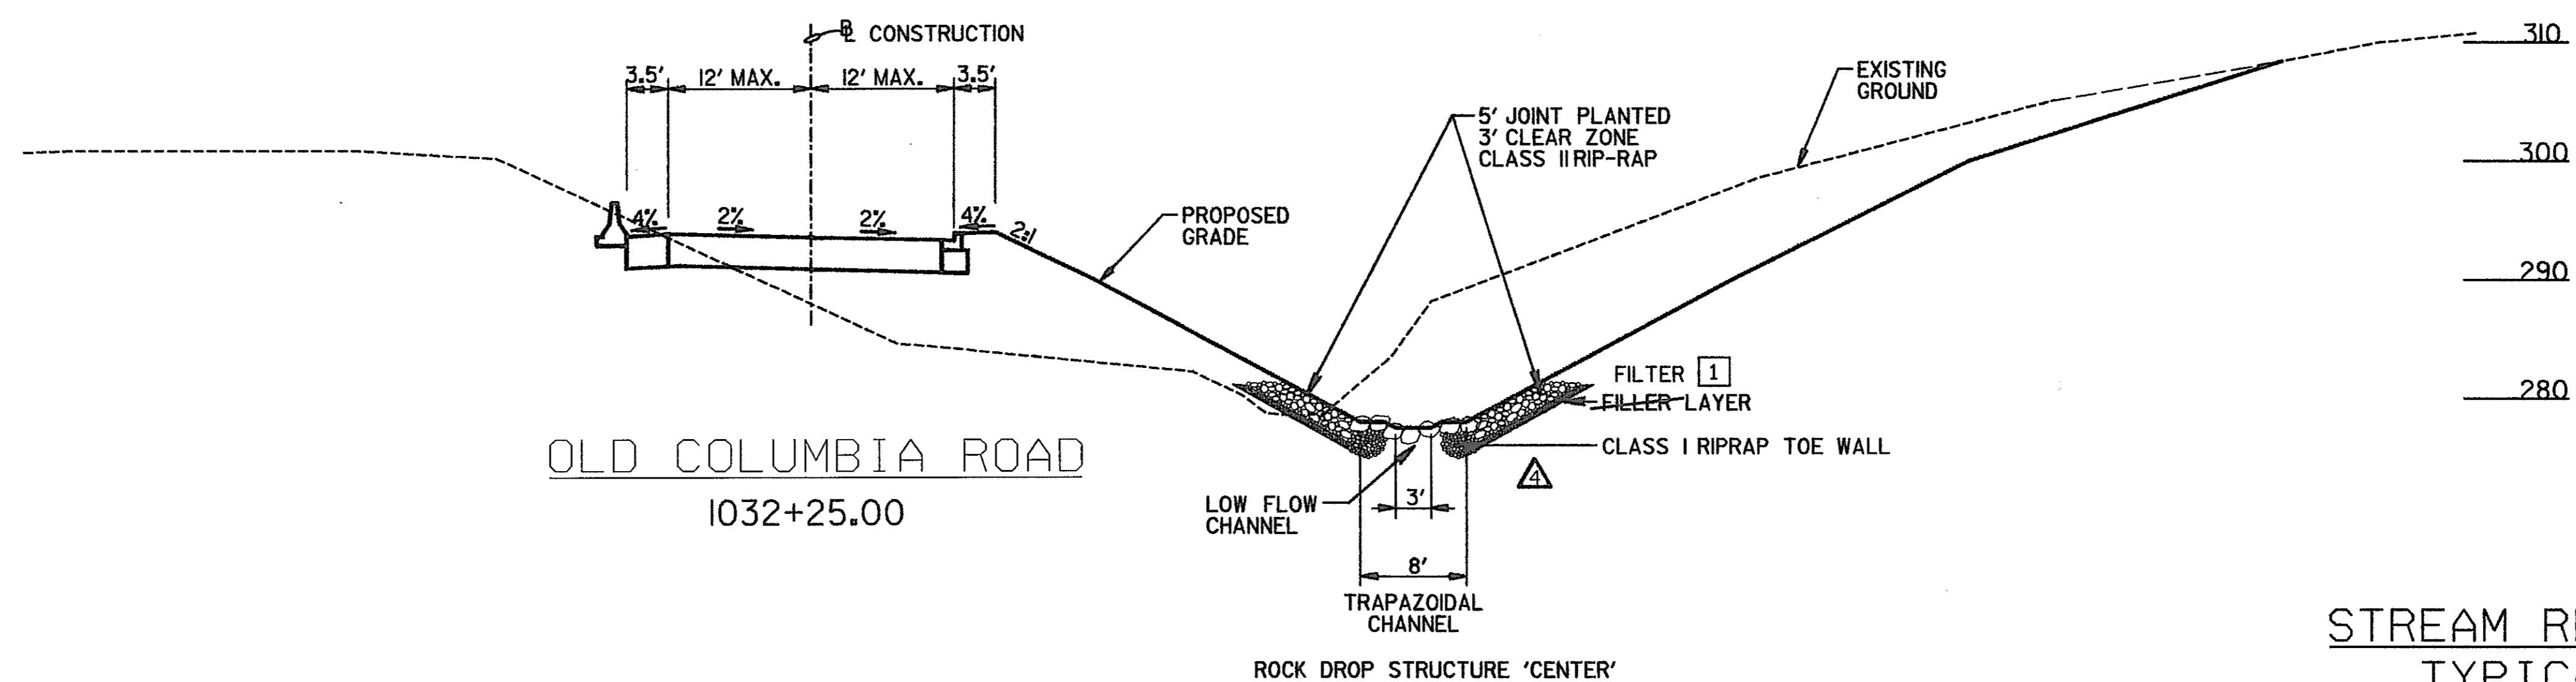 ℄ CONSTRUCTION
3.5' 12' MAX. 12' MAX. 3.5'
310
EXISTING
GROUND
5' JOINT PLANTED
3' CLEAR ZONE
CLASS II RIP-RAP
300
PROPOSED
GRADE
4% 2% 2% 4% 2:1
290
FILTER 1
FILLER LAYER
280
CLASS I RIPRAP TOE WALL
4
OLD COLUMBIA ROAD
1032+25.00
LOW FLOW
CHANNEL
3'
8'
TRAPAZOIDAL
CHANNEL
ROCK DROP STRUCTURE 'CENTER'
STREAM